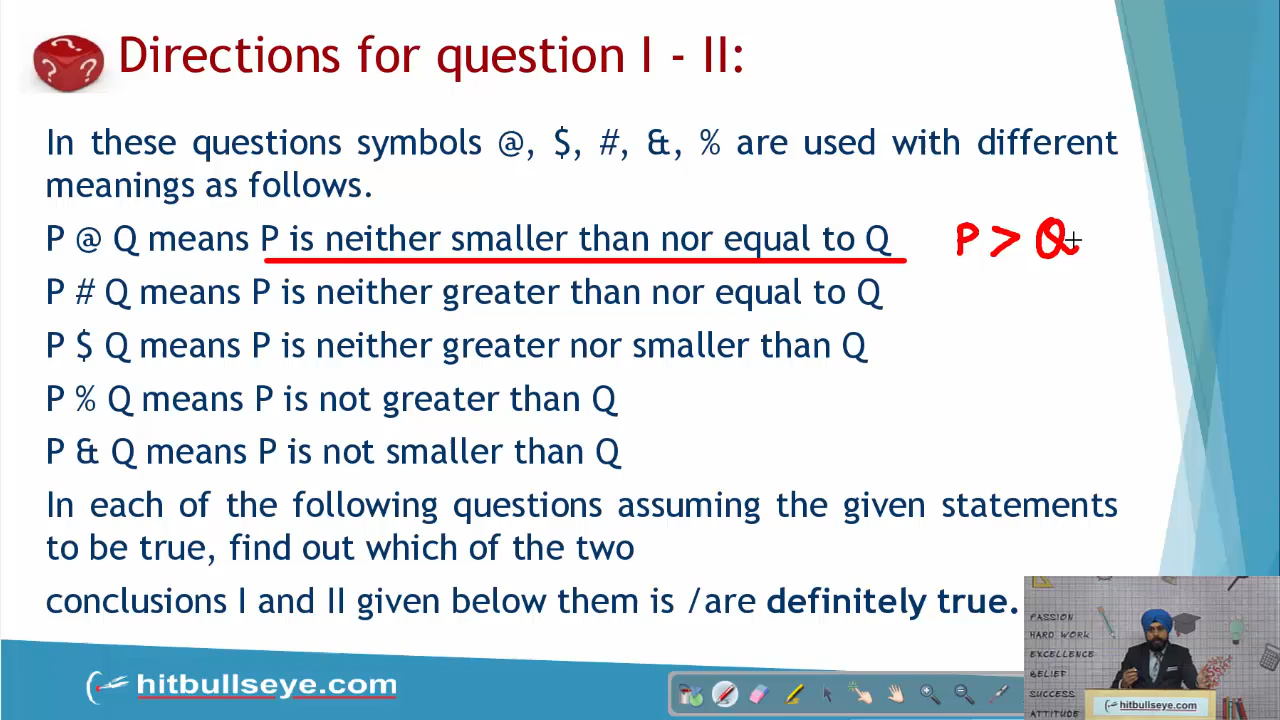 Directions for question I - II:
In these questions symbols @, $, #, &, % are used with different
meanings as follows.
P @ Q means P is neither smaller than nor equal to Q P > Q
P # Q means P is neither greater than nor equal to Q
P $ Q means P is neither greater nor smaller than Q
P % Q means P is not greater than Q
P & Q means P is not smaller than Q
In each of the following questions assuming the given statements
to be true, find out which of the two
conclusions I and II given below them is /are definitely true.
PASSION
HARD WORK
EXCELLENCE
BELIEF
SUCCESS
ATTITUDE
hitbullseye.com
hitbullseye.com